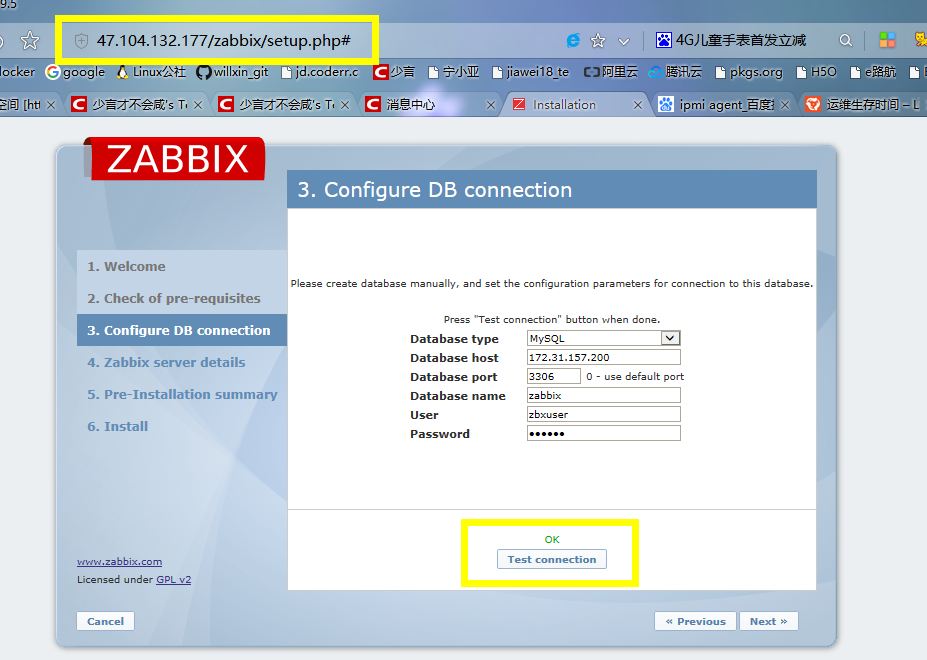 9.5
47.104.132.177/zabbix/setup.php#
4G儿童手表首发立减
locker google Linux公社 willxin_git jd.coderr.c 少言 宁小亚 jiawei18_te 阿里云 腾讯云 pkgs.org H5O e路航
空间 [htt 少言才不会咸's Te 少言才不会咸's Te 消息中心 Installation ipmi agent_百度搜 运维生存时间 – L
ZABBIX
3. Configure DB connection
1. Welcome
2. Check of pre-requisites
3. Configure DB connection
4. Zabbix server details
5. Pre-Installation summary
6. Install
Please create database manually, and set the configuration parameters for connection to this database.
Press "Test connection" button when done.
Database type MySQL
Database host 172.31.157.200
Database port 3306 0 - use default port
Database name zabbix
User zbxuser
Password ••••••
OK
Test connection
www.zabbix.com
Licensed under GPL v2
Cancel « Previous Next »